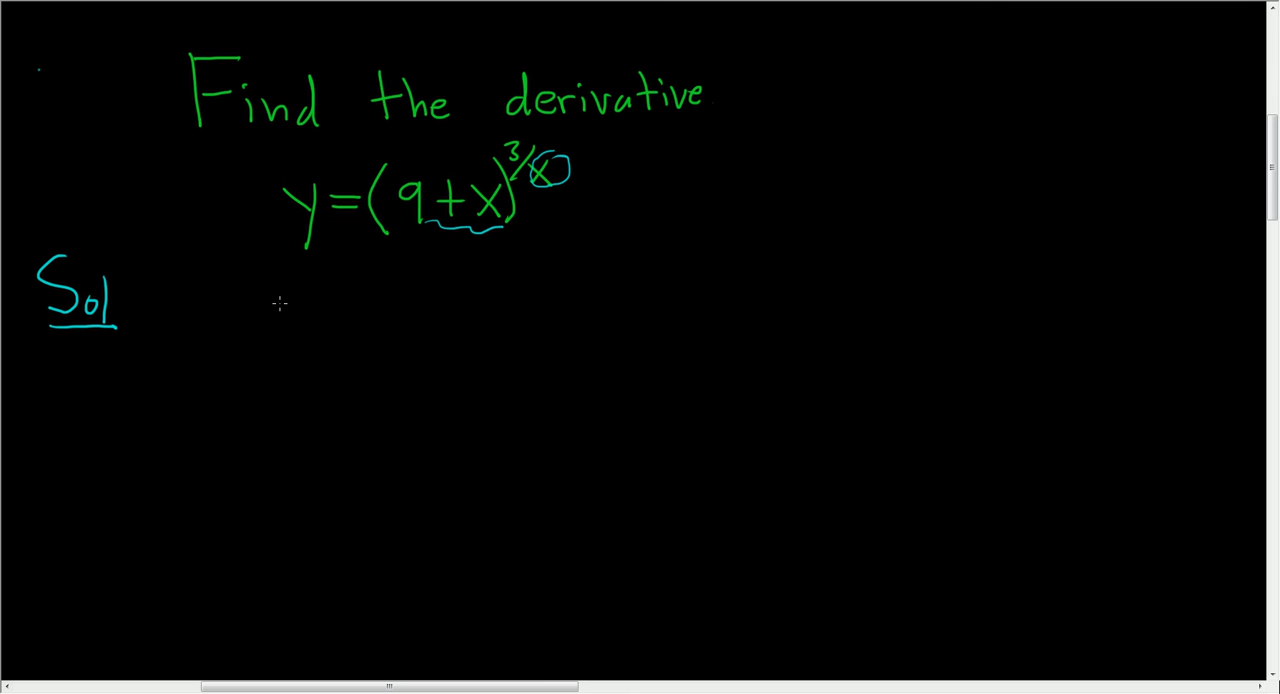 Find the derivative
y=(9+x)^3/x
Sol